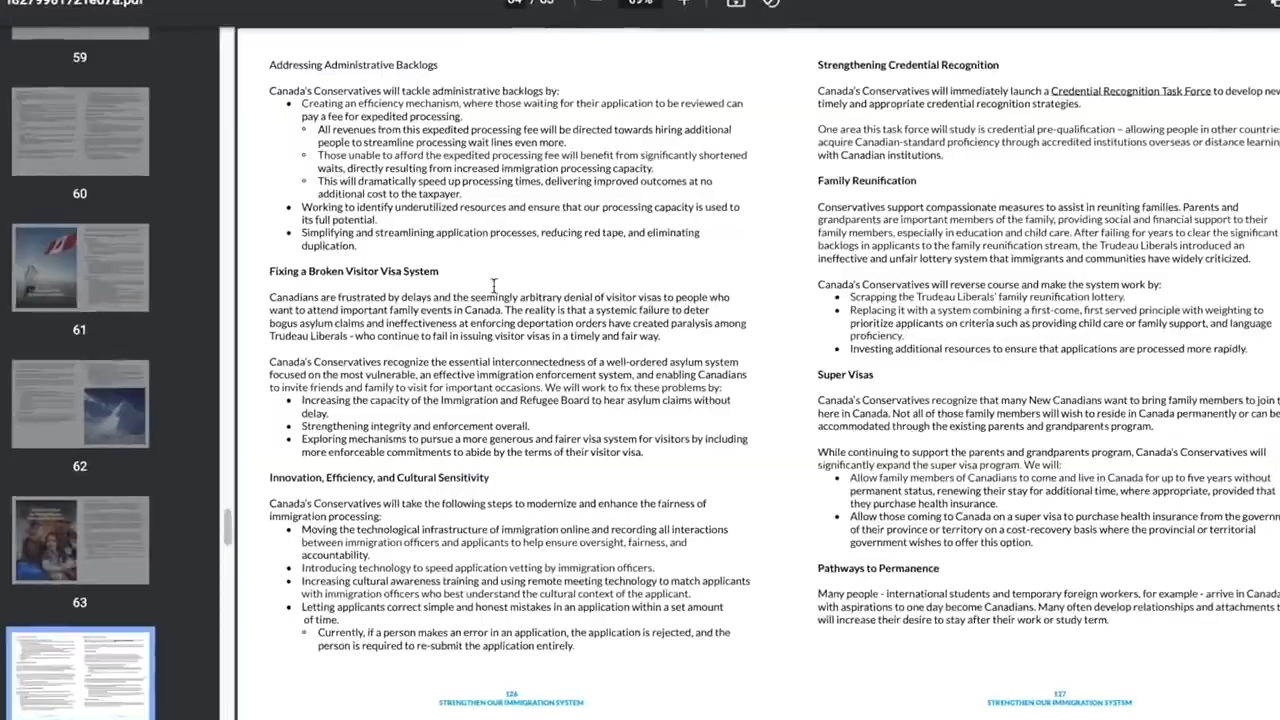 59
60
61
62
63
69%
Addressing Administrative Backlogs
Canada's Conservatives will tackle administrative backlogs by:
• Creating an efficiency mechanism, where those waiting for their application to be reviewed can
pay a fee for expedited processing.
◦ All revenues from this expedited processing fee will be directed towards hiring additional
people to streamline processing wait lines even more.
◦ Those unable to afford the expedited processing fee will benefit from significantly shortened
waits, directly resulting from increased immigration processing capacity.
◦ This will dramatically speed up processing times, delivering improved outcomes at no
additional cost to the taxpayer.
• Working to identify underutilized resources and ensure that our processing capacity is used to
its full potential.
• Simplifying and streamlining application processes, reducing red tape, and eliminating
duplication.
Fixing a Broken Visitor Visa System
Canadians are frustrated by delays and the seemingly arbitrary denial of visitor visas to people who
want to attend important family events in Canada. The reality is that a systemic failure to deter
bogus asylum claims and ineffectiveness at enforcing deportation orders have created paralysis among
Trudeau Liberals - who continue to fail in issuing visitor visas in a timely and fair way.
Canada's Conservatives recognize the essential interconnectedness of a well-ordered asylum system
focused on the most vulnerable, an effective immigration enforcement system, and enabling Canadians
to invite friends and family to visit for important occasions. We will work to fix these problems by:
• Increasing the capacity of the Immigration and Refugee Board to hear asylum claims without
delay.
• Strengthening integrity and enforcement overall.
• Exploring mechanisms to pursue a more generous and fairer visa system for visitors by including
more enforceable commitments to abide by the terms of their visitor visa.
Innovation, Efficiency, and Cultural Sensitivity
Canada's Conservatives will take the following steps to modernize and enhance the fairness of
immigration processing:
• Moving the technological infrastructure of immigration online and recording all interactions
between immigration officers and applicants to help ensure oversight, fairness, and
accountability.
• Introducing technology to speed application vetting by immigration officers.
• Increasing cultural awareness training and using remote meeting technology to match applicants
with immigration officers who best understand the cultural context of the applicant.
• Letting applicants correct simple and honest mistakes in an application within a set amount
of time.
◦ Currently, if a person makes an error in an application, the application is rejected, and the
person is required to re-submit the application entirely.
126
STRENGTHEN OUR IMMIGRATION SYSTEM
Strengthening Credential Recognition
Canada's Conservatives will immediately launch a Credential Recognition Task Force to develop new
timely and appropriate credential recognition strategies.
One area this task force will study is credential pre-qualification – allowing people in other countrie
acquire Canadian-standard proficiency through accredited institutions overseas or distance learnin
with Canadian institutions.
Family Reunification
Conservatives support compassionate measures to assist in reuniting families. Parents and
grandparents are important members of the family, providing social and financial support to their
family members, especially in education and child care. After failing for years to clear the significant
backlogs in applicants to the family reunification stream, the Trudeau Liberals introduced an
ineffective and unfair lottery system that immigrants and communities have widely criticized.
Canada's Conservatives will reverse course and make the system work by:
• Scrapping the Trudeau Liberals' family reunification lottery.
• Replacing it with a system combining a first-come, first served principle with weighting to
prioritize applicants on criteria such as providing child care or family support, and language
proficiency.
• Investing additional resources to ensure that applications are processed more rapidly.
Super Visas
Canada's Conservatives recognize that many New Canadians want to bring family members to join t
here in Canada. Not all of those family members will wish to reside in Canada permanently or can be
accommodated through the existing parents and grandparents program.
While continuing to support the parents and grandparents program, Canada's Conservatives will
significantly expand the super visa program. We will:
• Allow family members of Canadians to come and live in Canada for up to five years without
permanent status, renewing their stay for additional time, where appropriate, provided that
they purchase health insurance.
• Allow those coming to Canada on a super visa to purchase health insurance from the governm
of their province or territory on a cost-recovery basis where the provincial or territorial
government wishes to offer this option.
Pathways to Permanence
Many people - international students and temporary foreign workers, for example - arrive in Canada
with aspirations to one day become Canadians. Many often develop relationships and attachments t
will increase their desire to stay after their work or study term.
127
STRENGTHEN OUR IMMIGRATION SYSTEM